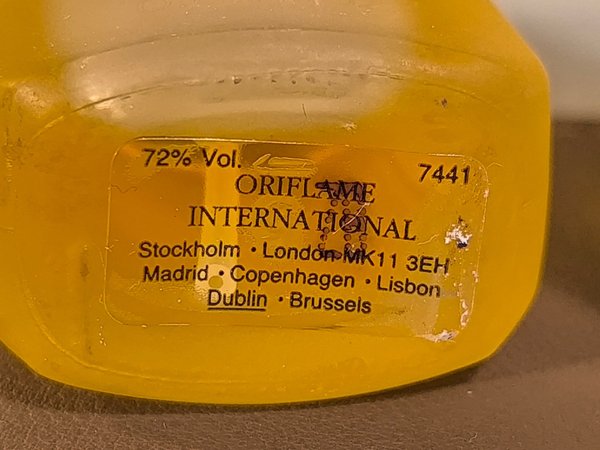 72% Vol. 7441
ORIFLAME
INTERNATIONAL
Stockholm · London MK11 3EH
Madrid · Copenhagen · Lisbon
Dublin · Brussels